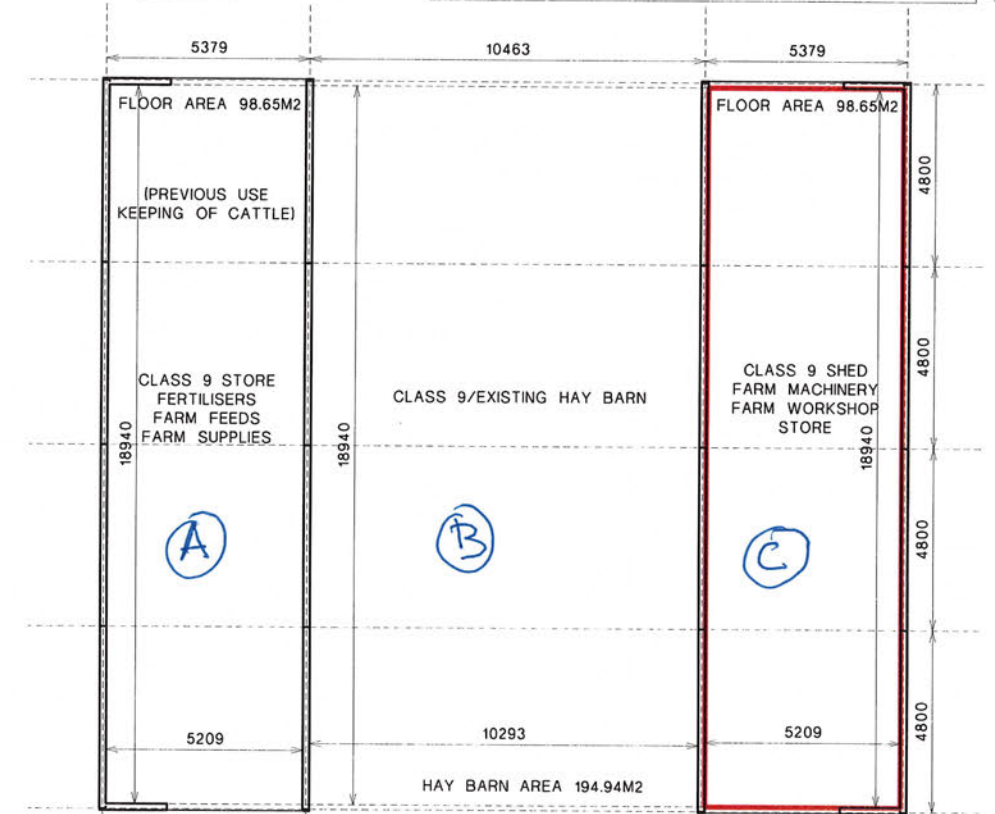 5379
10463
5379
FLOOR AREA 98.65M2
FLOOR AREA 98.65M2
4800
(PREVIOUS USE
KEEPING OF CATTLE)
4800
CLASS 9 STORE
FERTILISERS
FARM FEEDS
FARM SUPPLIES
18940
CLASS 9/EXISTING HAY BARN
18940
CLASS 9 SHED
FARM MACHINERY
FARM WORKSHOP
STORE
18940
A
B
C
4800
4800
5209
10293
5209
HAY BARN AREA 194.94M2